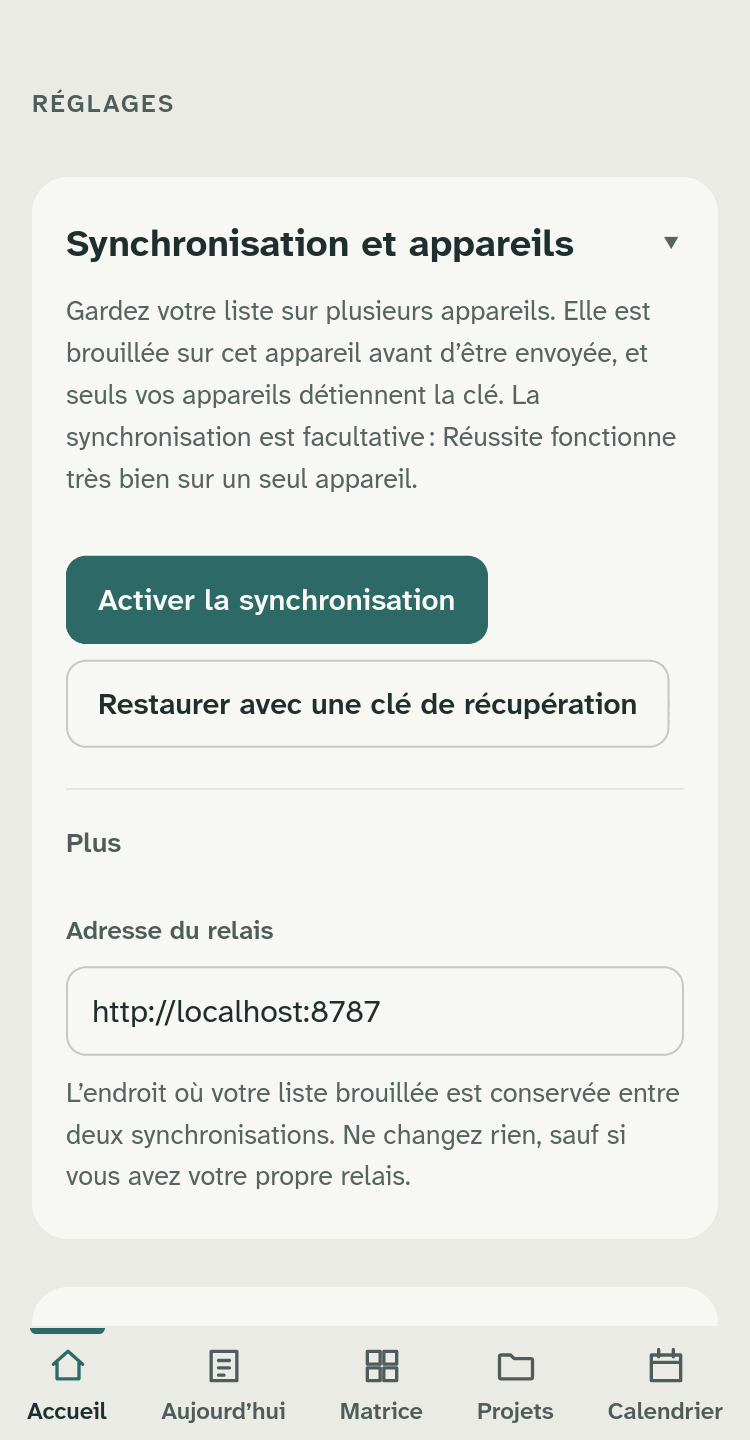 RÉGLAGES
Synchronisation et appareils
Gardez votre liste sur plusieurs appareils. Elle est
brouillée sur cet appareil avant d’être envoyée, et
seuls vos appareils détiennent la clé. La
synchronisation est facultative : Réussite fonctionne
très bien sur un seul appareil.
Activer la synchronisation
Restaurer avec une clé de récupération
Plus
Adresse du relais
http://localhost:8787
L’endroit où votre liste brouillée est conservée entre
deux synchronisations. Ne changez rien, sauf si
vous avez votre propre relais.
Accueil
Aujourd’hui
Matrice
Projets
Calendrier